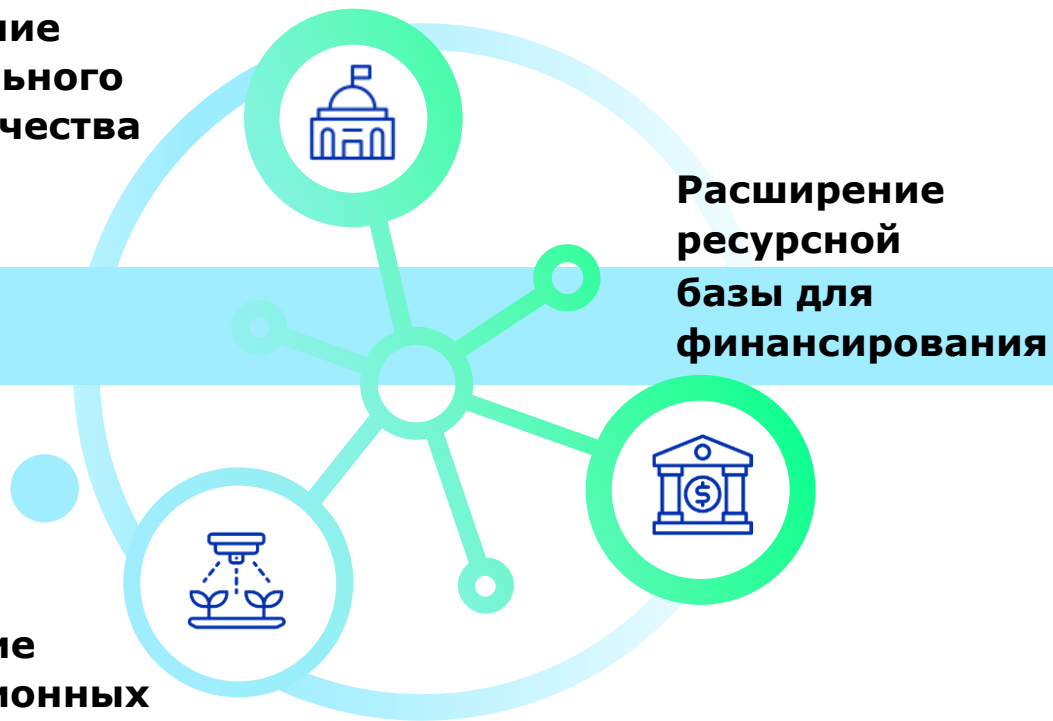 ние
ьного
чества
Расширение
ресурсной
базы для
финансирования
ие
ионных